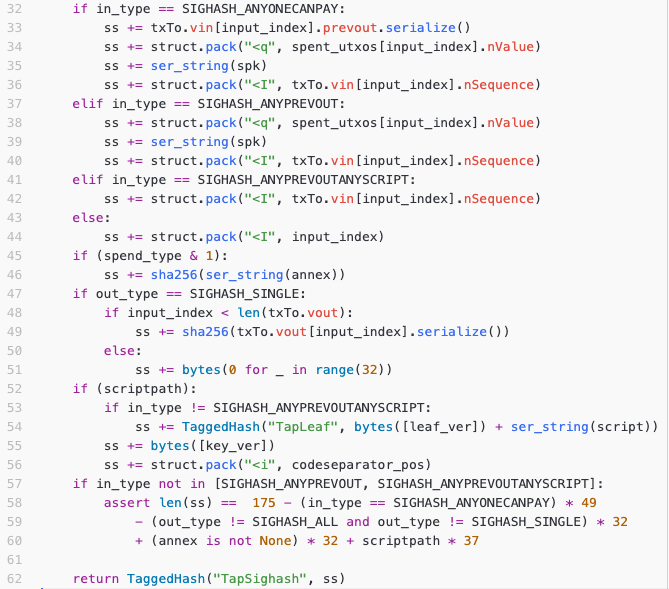 32 if in_type == SIGHASH_ANYONECANPAY:
33 ss += txTo.vin[input_index].prevout.serialize()
34 ss += struct.pack("<q", spent_utxos[input_index].nValue)
35 ss += ser_string(spk)
36 ss += struct.pack("<I", txTo.vin[input_index].nSequence)
37 elif in_type == SIGHASH_ANYPREVOUT:
38 ss += struct.pack("<q", spent_utxos[input_index].nValue)
39 ss += ser_string(spk)
40 ss += struct.pack("<I", txTo.vin[input_index].nSequence)
41 elif in_type == SIGHASH_ANYPREVOUTANYSCRIPT:
42 ss += struct.pack("<I", txTo.vin[input_index].nSequence)
43 else:
44 ss += struct.pack("<I", input_index)
45 if (spend_type & 1):
46 ss += sha256(ser_string(annex))
47 if out_type == SIGHASH_SINGLE:
48 if input_index < len(txTo.vout):
49 ss += sha256(txTo.vout[input_index].serialize())
50 else:
51 ss += bytes(0 for _ in range(32))
52 if (scriptpath):
53 if in_type != SIGHASH_ANYPREVOUTANYSCRIPT:
54 ss += TaggedHash("TapLeaf", bytes([leaf_ver]) + ser_string(script))
55 ss += bytes([key_ver])
56 ss += struct.pack("<i", codeseparator_pos)
57 if in_type not in [SIGHASH_ANYPREVOUT, SIGHASH_ANYPREVOUTANYSCRIPT]:
58 assert len(ss) == 175 - (in_type == SIGHASH_ANYONECANPAY) * 49
59 - (out_type != SIGHASH_ALL and out_type != SIGHASH_SINGLE) * 32
60 + (annex is not None) * 32 + scriptpath * 37
61
62 return TaggedHash("TapSighash", ss)